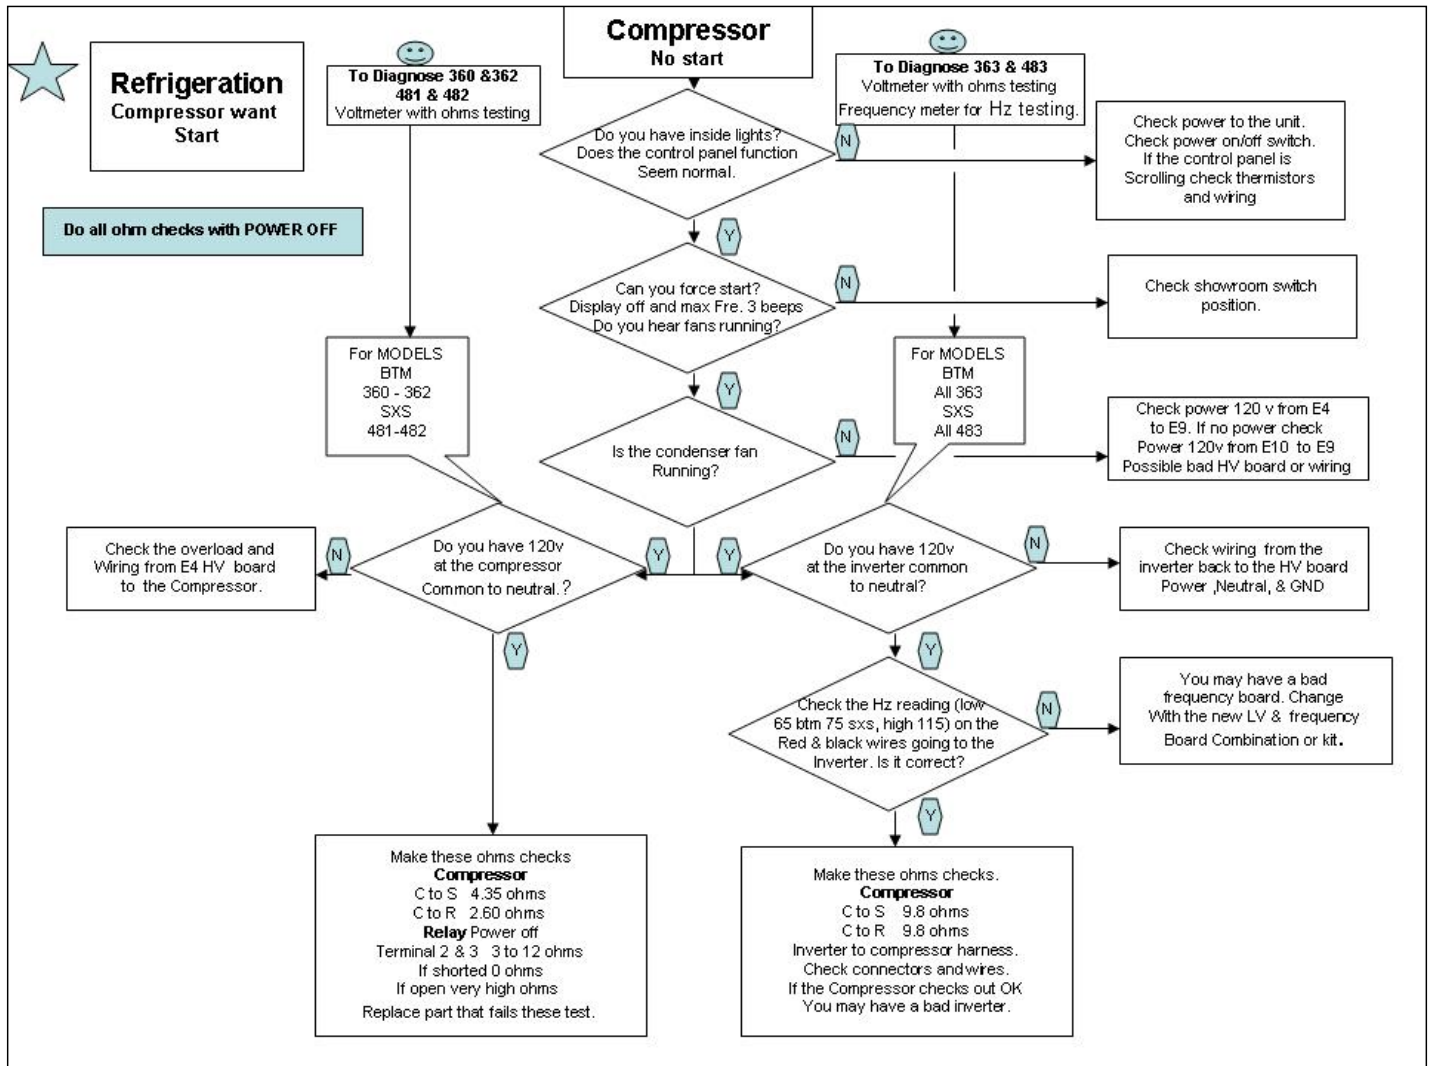 Compressor
No start
Refrigeration
Compressor want
Start
To Diagnose 360 &362
481 & 482
Voltmeter with ohms testing
To Diagnose 363 & 483
Voltmeter with ohms testing
Frequency meter for Hz testing.
Do all ohm checks with POWER OFF
Do you have inside lights?
Does the control panel function
Seem normal.
N
Check power to the unit.
Check power on/off switch.
If the control panel is
Scrolling check thermistors
and wiring
Y
Can you force start?
Display off and max Fre. 3 beeps
Do you hear fans running?
N
Check showroom switch
position.
For MODELS
BTM
360 - 362
SXS
481-482
For MODELS
BTM
All 363
SXS
All 483
Y
Is the condenser fan
Running?
N
Check power 120 v from E4
to E9. If no power check
Power 120v from E10 to E9
Possible bad HV board or wiring
Check the overload and
Wiring from E4 HV board
to the Compressor.
N
Do you have 120v
at the compressor
Common to neutral.?
Y
Y
Do you have 120v
at the inverter common
to neutral?
N
Check wiring from the
inverter back to the HV board
Power ,Neutral, & GND
Y
Y
Check the Hz reading (low
65 btm 75 sxs, high 115) on the
Red & black wires going to the
Inverter. Is it correct?
N
You may have a bad
frequency board. Change
With the new LV & frequency
Board Combination or kit.
Y
Make these ohms checks
Compressor
C to S 4.35 ohms
C to R 2.60 ohms
Relay Power off
Terminal 2 & 3 3 to 12 ohms
If shorted 0 ohms
If open very high ohms
Replace part that fails these test.
Make these ohms checks.
Compressor
C to S 9.8 ohms
C to R 9.8 ohms
Inverter to compressor harness.
Check connectors and wires.
If the Compressor checks out OK
You may have a bad inverter.